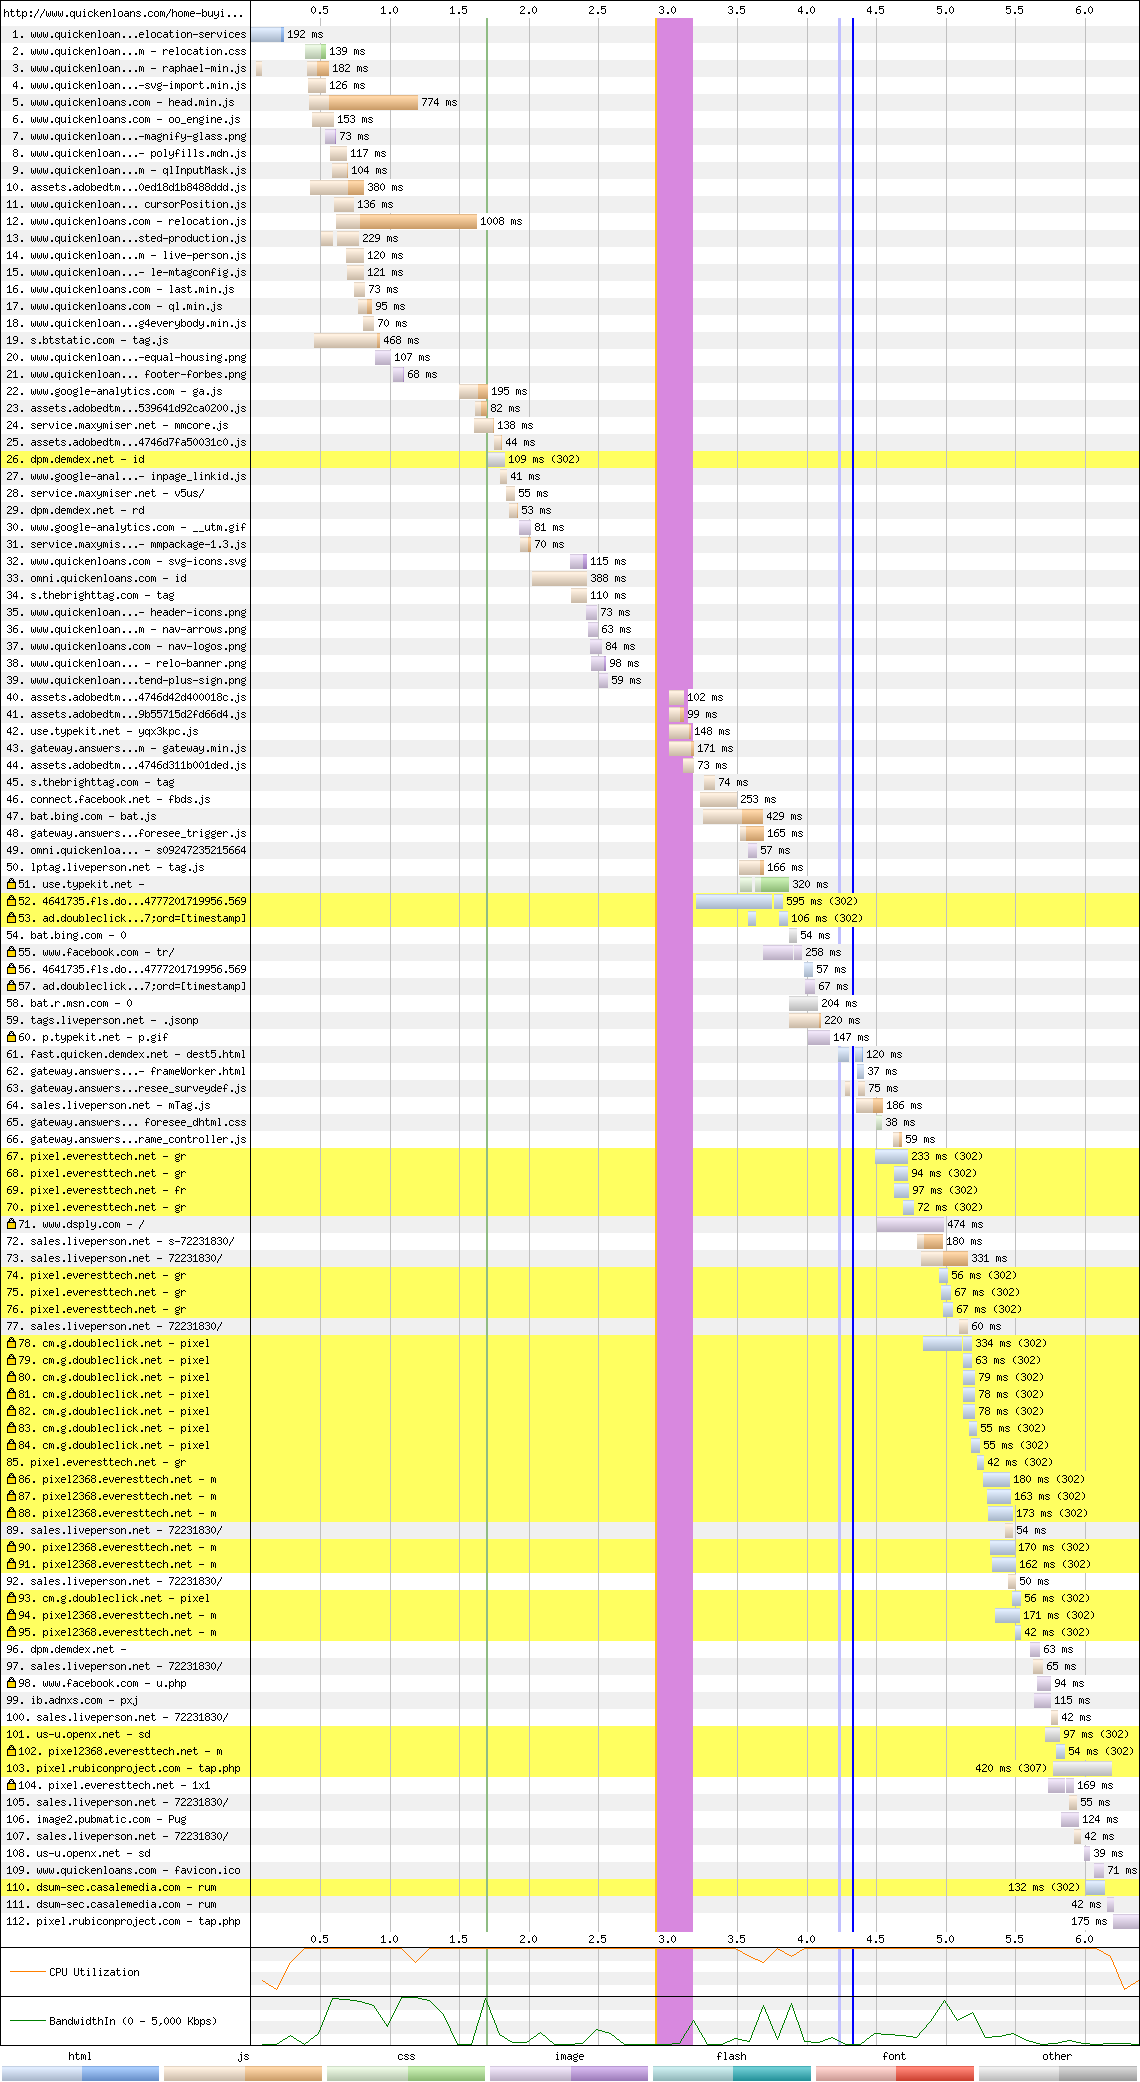 http://www.quickenloans.com/home-buyi... 0.5 1.0 1.5 2.0 2.5 3.0 3.5 4.0 4.5 5.0 5.5 6.0
1. www.quickenloan...elocation-services 192 ms
2. www.quickenloan...m - relocation.css 139 ms
3. www.quickenloan...m - raphael-min.js 182 ms
4. www.quickenloan...-svg-import.min.js 126 ms
5. www.quickenloans.com - head.min.js 774 ms
6. www.quickenloans.com - oo_engine.js 153 ms
7. www.quickenloan...-magnify-glass.png 73 ms
8. www.quickenloan...- polyfills.mdn.js 117 ms
9. www.quickenloan...m - qlInputMask.js 104 ms
10. assets.adobedtm...0ed18d1b8488ddd.js 380 ms
11. www.quickenloan... cursorPosition.js 136 ms
12. www.quickenloans.com - relocation.js 1008 ms
13. www.quickenloan...sted-production.js 229 ms
14. www.quickenloan...m - live-person.js 120 ms
15. www.quickenloan...- le-mtagconfig.js 121 ms
16. www.quickenloans.com - last.min.js 73 ms
17. www.quickenloans.com - ql.min.js 95 ms
18. www.quickenloan...g4everybody.min.js 70 ms
19. s.btstatic.com - tag.js 468 ms
20. www.quickenloan...-equal-housing.png 107 ms
21. www.quickenloan... footer-forbes.png 68 ms
22. www.google-analytics.com - ga.js 195 ms
23. assets.adobedtm...539641d92ca0200.js 82 ms
24. service.maxymiser.net - mmcore.js 138 ms
25. assets.adobedtm...4746d7fa50031c0.js 44 ms
26. dpm.demdex.net - id 109 ms (302)
27. www.google-anal...- inpage_linkid.js 41 ms
28. service.maxymiser.net - v5us/ 55 ms
29. dpm.demdex.net - rd 53 ms
30. www.google-analytics.com - __utm.gif 81 ms
31. service.maxymis...- mmpackage-1.3.js 70 ms
32. www.quickenloans.com - svg-icons.svg 115 ms
33. omni.quickenloans.com - id 388 ms
34. s.thebrighttag.com - tag 110 ms
35. www.quickenloan...- header-icons.png 73 ms
36. www.quickenloan...m - nav-arrows.png 63 ms
37. www.quickenloans.com - nav-logos.png 84 ms
38. www.quickenloan... - relo-banner.png 98 ms
39. www.quickenloan...tend-plus-sign.png 59 ms
40. assets.adobedtm...4746d42d400018c.js 102 ms
41. assets.adobedtm...9b55715d2fd66d4.js 99 ms
42. use.typekit.net - yqx3kpc.js 148 ms
43. gateway.answers...m - gateway.min.js 171 ms
44. assets.adobedtm...4746d311b001ded.js 73 ms
45. s.thebrighttag.com - tag 74 ms
46. connect.facebook.net - fbds.js 253 ms
47. bat.bing.com - bat.js 429 ms
48. gateway.answers...foresee_trigger.js 165 ms
49. omni.quickenloa... - s09247235215664 57 ms
50. lptag.liveperson.net - tag.js 166 ms
51. use.typekit.net - 320 ms
52. 4641735.fls.do...4777201719956.569 595 ms (302)
53. ad.doubleclick...7;ord=[timestamp] 106 ms (302)
54. bat.bing.com - 0 54 ms
55. www.facebook.com - tr/ 258 ms
56. 4641735.fls.do...4777201719956.569 57 ms
57. ad.doubleclick...7;ord=[timestamp] 67 ms
58. bat.r.msn.com - 0 204 ms
59. tags.liveperson.net - .jsonp 220 ms
60. p.typekit.net - p.gif 147 ms
61. fast.quicken.demdex.net - dest5.html 120 ms
62. gateway.answers...- frameWorker.html 37 ms
63. gateway.answers...resee_surveydef.js 75 ms
64. sales.liveperson.net - mTag.js 186 ms
65. gateway.answers... foresee_dhtml.css 38 ms
66. gateway.answers...rame_controller.js 59 ms
67. pixel.everesttech.net - gr 233 ms (302)
68. pixel.everesttech.net - gr 94 ms (302)
69. pixel.everesttech.net - fr 97 ms (302)
70. pixel.everesttech.net - gr 72 ms (302)
71. www.dsply.com - / 474 ms
72. sales.liveperson.net - s-72231830/ 180 ms
73. sales.liveperson.net - 72231830/ 331 ms
74. pixel.everesttech.net - gr 56 ms (302)
75. pixel.everesttech.net - gr 67 ms (302)
76. pixel.everesttech.net - gr 67 ms (302)
77. sales.liveperson.net - 72231830/ 60 ms
78. cm.g.doubleclick.net - pixel 334 ms (302)
79. cm.g.doubleclick.net - pixel 63 ms (302)
80. cm.g.doubleclick.net - pixel 79 ms (302)
81. cm.g.doubleclick.net - pixel 78 ms (302)
82. cm.g.doubleclick.net - pixel 78 ms (302)
83. cm.g.doubleclick.net - pixel 55 ms (302)
84. cm.g.doubleclick.net - pixel 55 ms (302)
85. pixel.everesttech.net - gr 42 ms (302)
86. pixel2368.everesttech.net - m 180 ms (302)
87. pixel2368.everesttech.net - m 163 ms (302)
88. pixel2368.everesttech.net - m 173 ms (302)
89. sales.liveperson.net - 72231830/ 54 ms
90. pixel2368.everesttech.net - m 170 ms (302)
91. pixel2368.everesttech.net - m 162 ms (302)
92. sales.liveperson.net - 72231830/ 50 ms
93. cm.g.doubleclick.net - pixel 56 ms (302)
94. pixel2368.everesttech.net - m 171 ms (302)
95. pixel2368.everesttech.net - m 42 ms (302)
96. dpm.demdex.net - 63 ms
97. sales.liveperson.net - 72231830/ 65 ms
98. www.facebook.com - u.php 94 ms
99. ib.adnxs.com - pxj 115 ms
100. sales.liveperson.net - 72231830/ 42 ms
101. us-u.openx.net - sd 97 ms (302)
102. pixel2368.everesttech.net - m 54 ms (302)
103. pixel.rubiconproject.com - tap.php 420 ms (307)
104. pixel.everesttech.net - 1x1 169 ms
105. sales.liveperson.net - 72231830/ 55 ms
106. image2.pubmatic.com - Pug 124 ms
107. sales.liveperson.net - 72231830/ 42 ms
108. us-u.openx.net - sd 39 ms
109. www.quickenloans.com - favicon.ico 71 ms
110. dsum-sec.casalemedia.com - rum 132 ms (302)
111. dsum-sec.casalemedia.com - rum 42 ms
112. pixel.rubiconproject.com - tap.php 175 ms
0.5 1.0 1.5 2.0 2.5 3.0 3.5 4.0 4.5 5.0 5.5 6.0
CPU Utilization
BandwidthIn (0 - 5,000 Kbps)
html js css image flash font other